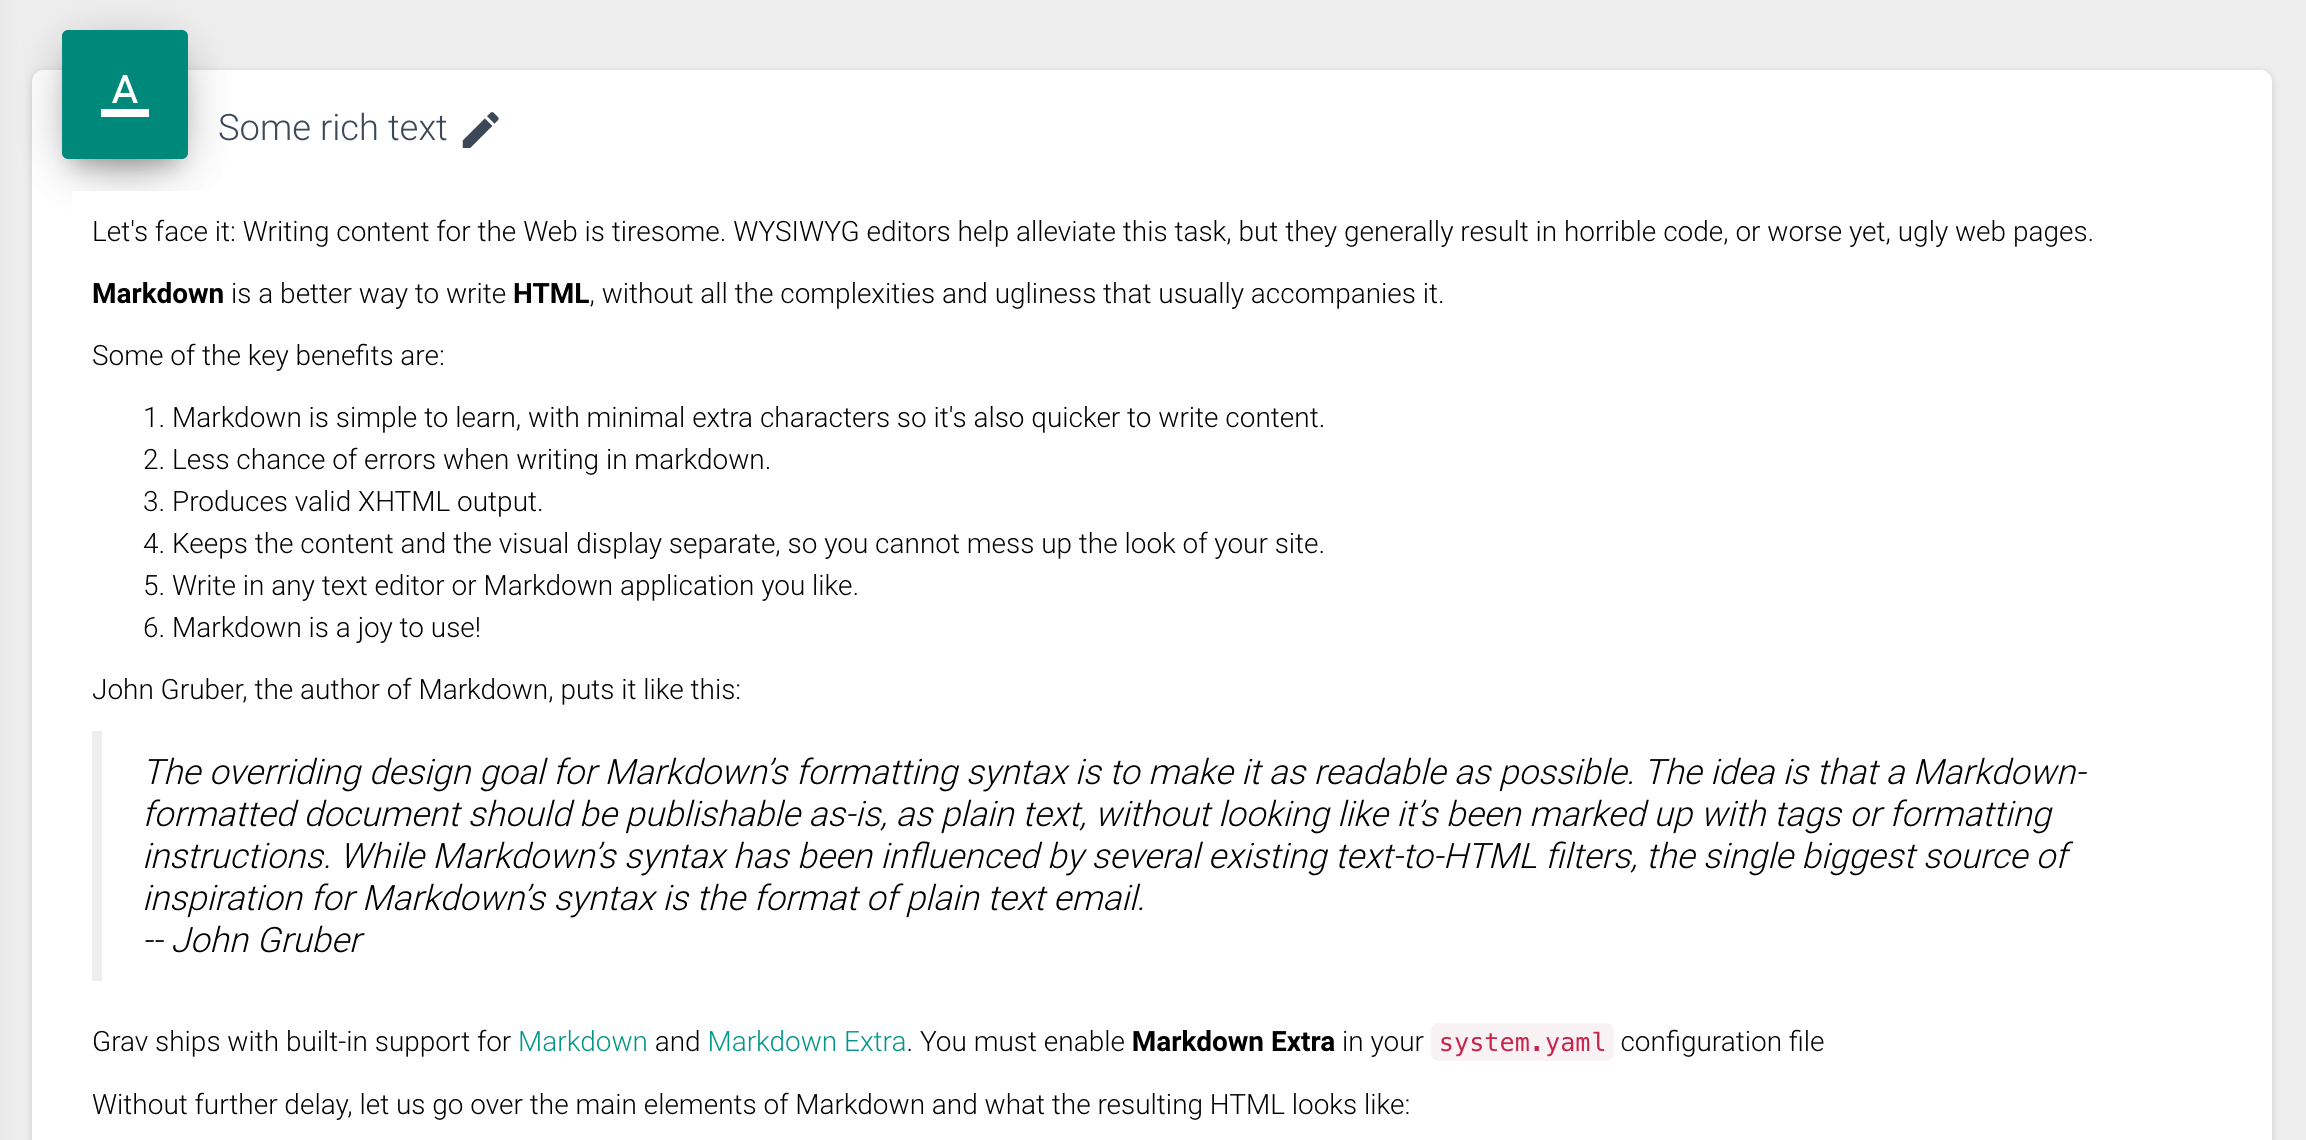 A
Some rich text
Let's face it: Writing content for the Web is tiresome. WYSIWYG editors help alleviate this task, but they generally result in horrible code, or worse yet, ugly web pages.
Markdown is a better way to write HTML, without all the complexities and ugliness that usually accompanies it.
Some of the key benefits are:
1. Markdown is simple to learn, with minimal extra characters so it's also quicker to write content.
2. Less chance of errors when writing in markdown.
3. Produces valid XHTML output.
4. Keeps the content and the visual display separate, so you cannot mess up the look of your site.
5. Write in any text editor or Markdown application you like.
6. Markdown is a joy to use!
John Gruber, the author of Markdown, puts it like this:
The overriding design goal for Markdown’s formatting syntax is to make it as readable as possible. The idea is that a Markdown-
formatted document should be publishable as-is, as plain text, without looking like it’s been marked up with tags or formatting
instructions. While Markdown’s syntax has been influenced by several existing text-to-HTML filters, the single biggest source of
inspiration for Markdown’s syntax is the format of plain text email.
-- John Gruber
Grav ships with built-in support for Markdown and Markdown Extra. You must enable Markdown Extra in your system.yaml configuration file
Without further delay, let us go over the main elements of Markdown and what the resulting HTML looks like: